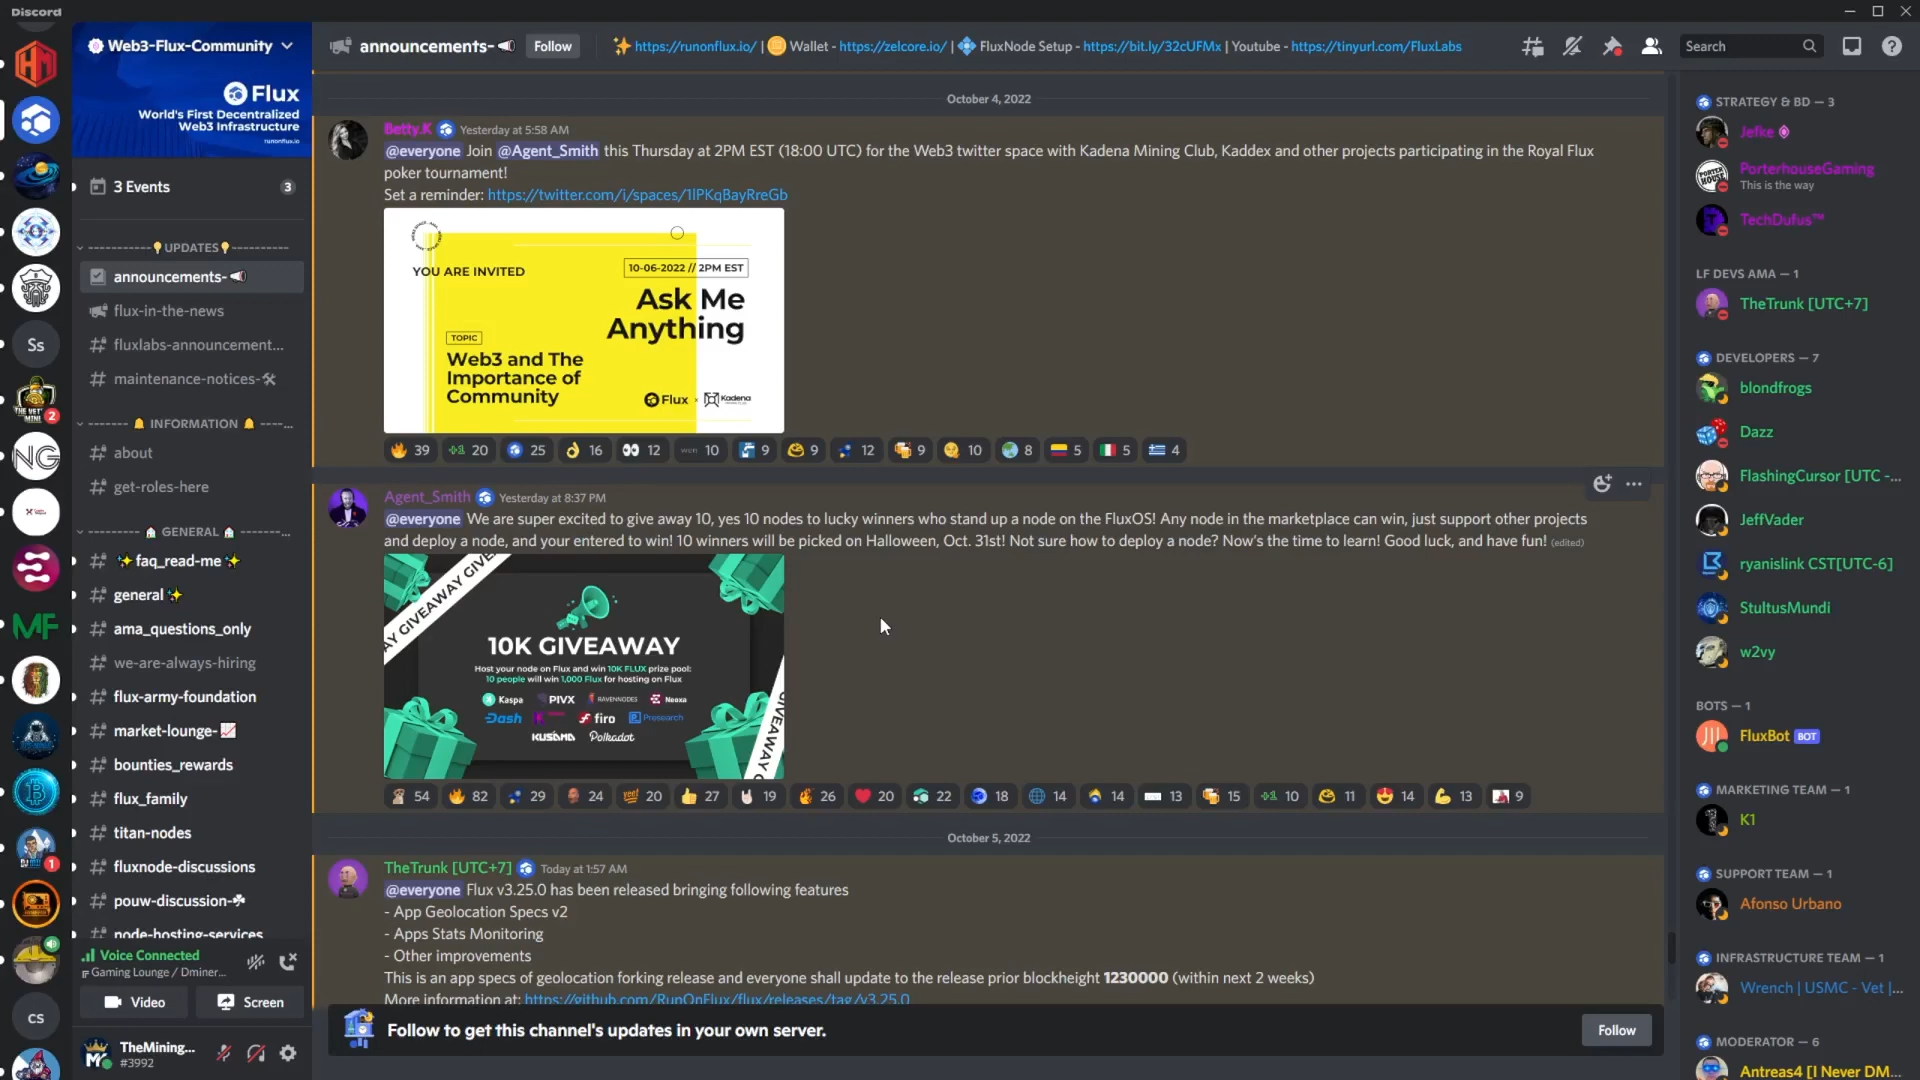 Discord
Web3-Flux-Community
Flux
World's First Decentralized
Web3 Infrastructure
runonflux.io
3 Events
3
UPDATES
announcements-
flux-in-the-news
fluxlabs-announcement...
maintenance-notices-
INFORMATION
about
get-roles-here
GENERAL
faq_read-me
general
ama_questions_only
we-are-always-hiring
flux-army-foundation
market-lounge-
bounties_rewards
flux_family
titan-nodes
fluxnode-discussions
pouw-discussion-
node-hosting-services
Voice Connected
Gaming Lounge / Dminer...
Video
Screen
TheMining...
#3992
Ss
2
NG
MF
1
cs
announcements-
Follow
https://runonflux.io/ | Wallet - https://zelcore.io/ | FluxNode Setup - https://bit.ly/32cUFMx | Youtube - https://tinyurl.com/FluxLabs
Search
October 4, 2022
Betty.K Yesterday at 5:58 AM
@everyone Join @Agent_Smith this Thursday at 2PM EST (18:00 UTC) for the Web3 twitter space with Kadena Mining Club, Kaddex and other projects participating in the Royal Flux
poker tournament!
Set a reminder: https://twitter.com/i/spaces/1lPKqBayRreGb
YOU ARE INVITED
10-06-2022 // 2PM EST
Ask Me
Anything
TOPIC
Web3 and The
Importance of
Community
Flux
Kadena
39 +1 20 25 16 12 10 9 9 12 9 10 8 5 5 4
Agent_Smith Yesterday at 8:37 PM
@everyone We are super excited to give away 10, yes 10 nodes to lucky winners who stand up a node on the FluxOS! Any node in the marketplace can win, just support other projects
and deploy a node, and your entered to win! 10 winners will be picked on Halloween, Oct. 31st! Not sure how to deploy a node? Now's the time to learn! Good luck, and have fun! (edited)
GIVEAWAY
10K GIVEAWAY
Host your node on Flux and win 10K FLUX prize pool:
10 people will win 1,000 Flux for hosting on Flux
Kaspa PIVX RAVENNODES Neoxa
Dash firo Presearch
KUSAMA Polkadot
GIVEAWAY
54 82 29 24 20 27 19 26 20 22 18 14 14 13 15 +1 10 11 14 13 9
October 5, 2022
TheTrunk [UTC+7] Today at 1:57 AM
@everyone Flux v3.25.0 has been released bringing following features
- App Geolocation Specs v2
- Apps Stats Monitoring
- Other improvements
This is an app specs of geolocation forking release and everyone shall update to the release prior blockheight 1230000 (within next 2 weeks)
More information at: https://github.com/RunOnFlux/flux/releases/tag/v3.25.0
Follow to get this channel's updates in your own server.
Follow
STRATEGY & BD — 3
Jefke
PorterhouseGaming
This is the way
TechDufus™
LF DEVS AMA — 1
TheTrunk [UTC+7]
DEVELOPERS — 7
blondfrogs
Dazz
FlashingCursor [UTC -...
JeffVader
ryanislink CST[UTC-6]
StultusMundi
w2vy
BOTS — 1
FluxBot BOT
MARKETING TEAM — 1
K1
SUPPORT TEAM — 1
Afonso Urbano
INFRASTRUCTURE TEAM — 1
Wrench | USMC - Vet |...
MODERATOR — 6
Antreas4 [I Never DM...